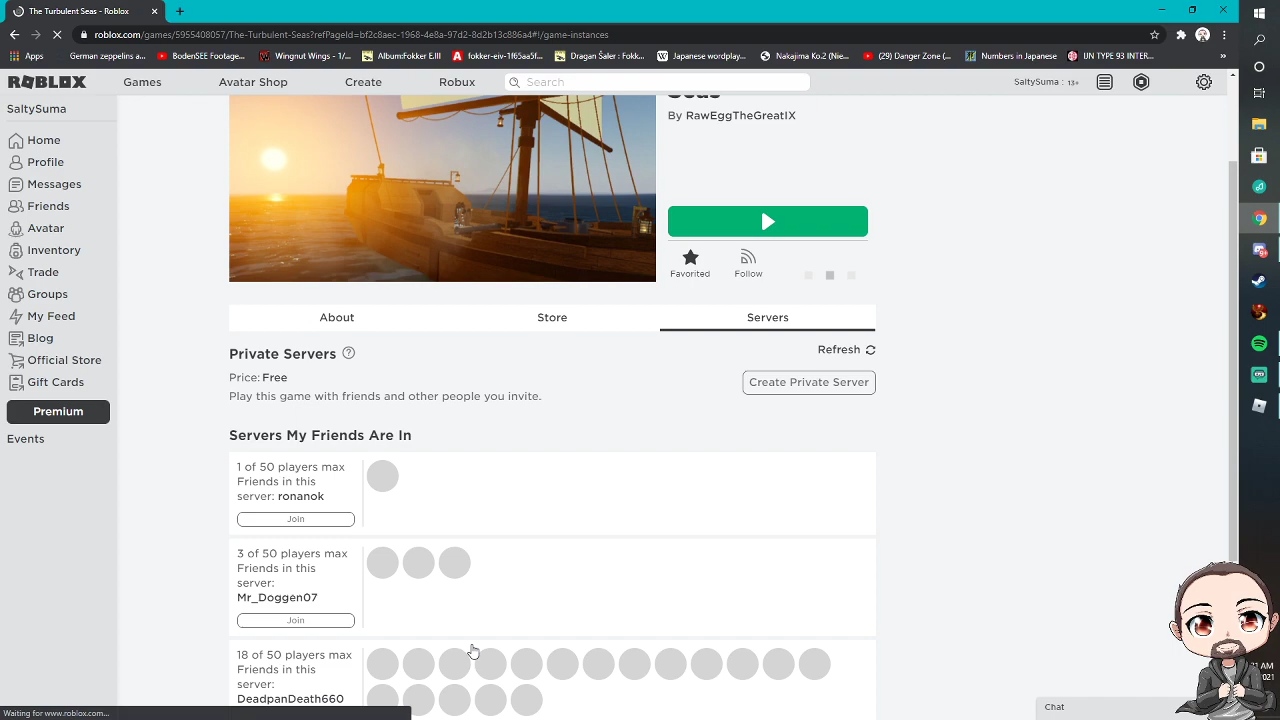 The Turbulent Seas - Roblox
roblox.com/games/5955408057/The-Turbulent-Seas?refPageId=bf2c8aec-1968-4e8a-97d2-8d2b13c886a4#!/game-instances
Apps German zeppelins an... BoedSEE Footage... Wingnut Wings - 1/... AlbumFokker Emil... fokker-eiv-1f65aa5f... Dragan Šaler : Fokk... Japanese wordplay... Nakajima Ko.2 (Nie... (29) Danger Zone (... Numbers in Japanes... IJN TYPE 93 INTER...
ROBLOX Games Avatar Shop Create Robux Search SaltySuma : 13+
SaltySuma
Home
Profile
Messages
Friends
Avatar
Inventory
Trade
Groups
My Feed
Blog
Official Store
Gift Cards
Premium
Events
Seas
By RawEggTheGreatIX
Favorited Follow
About Store Servers
Private Servers ? Refresh
Price: Free
Create Private Server
Play this game with friends and other people you invite.
Servers My Friends Are In
1 of 50 players max
Friends in this
server: ronanok
Join
3 of 50 players max
Friends in this
server:
Mr_Doggen07
Join
18 of 50 players max
Friends in this
server:
DeadpanDeath660
Waiting for www.roblox.com...
Chat